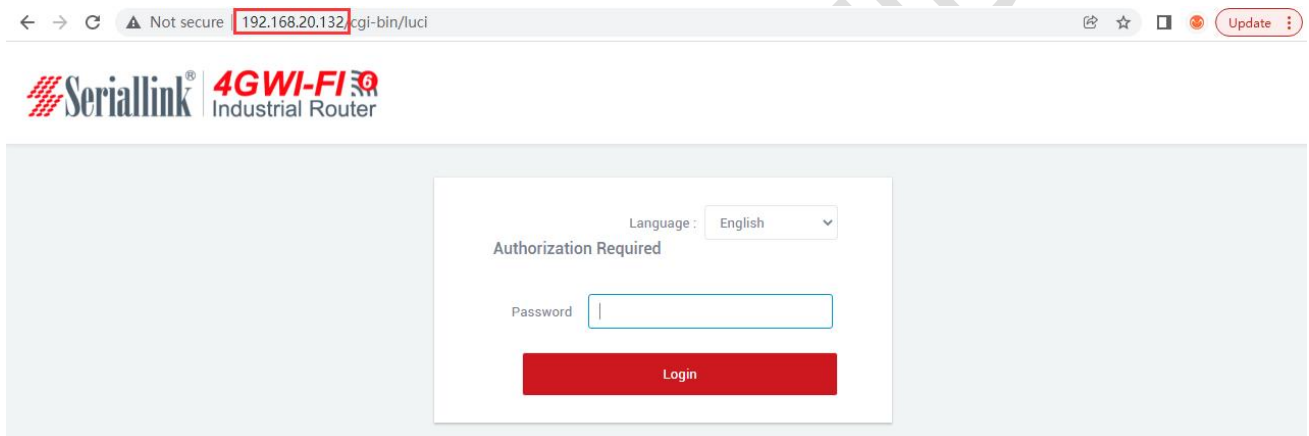 Not secure | 192.168.20.132/cgi-bin/luci Update
Seriallink® 4GWI-FI 6
Industrial Router
Language : English
Authorization Required
Password
Login